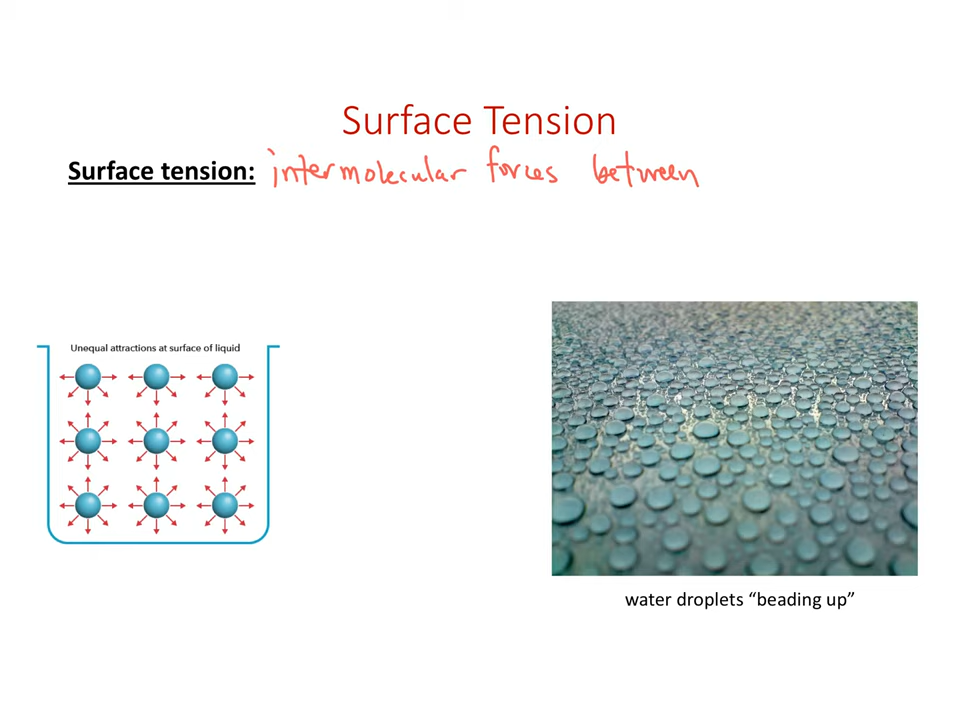 Surface Tension
Surface tension: intermolecular forces between
Unequal attractions at surface of liquid
water droplets “beading up”